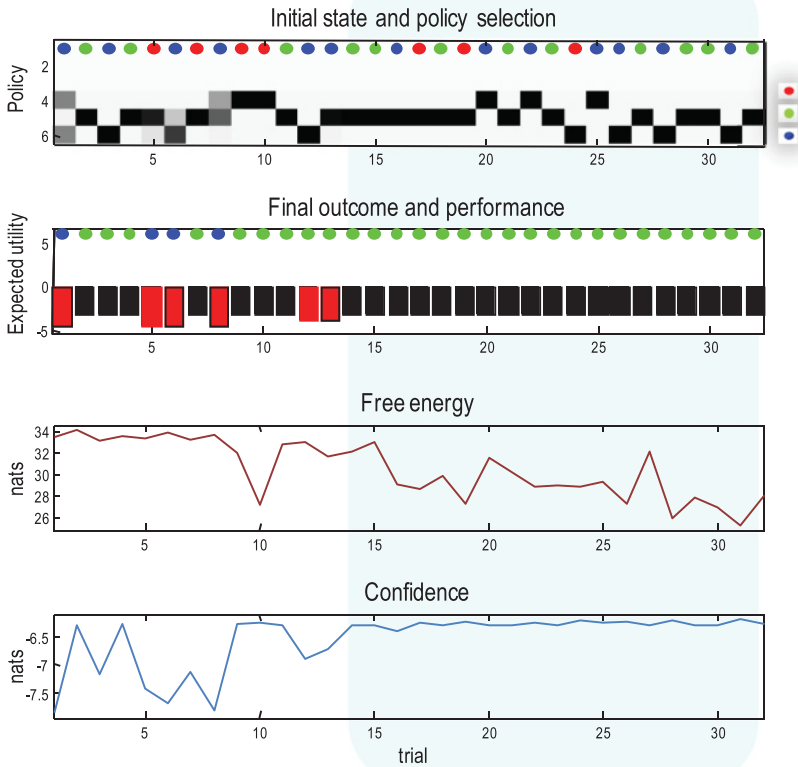 Initial state and policy selection
Policy
2
4
6
5 10 15 20 25 30
Final outcome and performance
Expected utility
5
0
-5
5 10 15 20 25 30
Free energy
nats
34
32
30
28
26
5 10 15 20 25 30
Confidence
nats
-6.5
-7
-7.5
5 10 15 20 25 30
trial